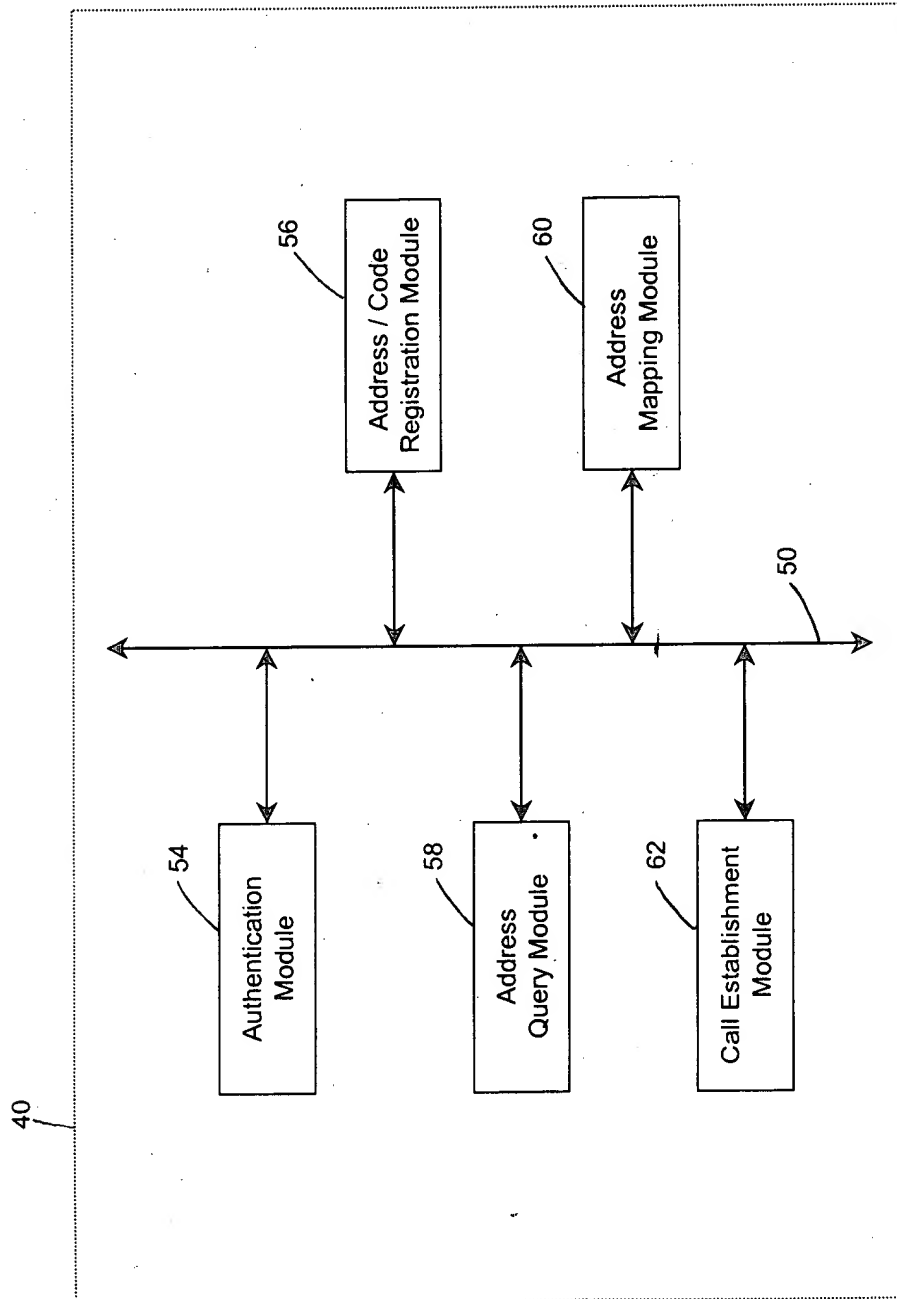 40
54
Authentication
Module
56
Address / Code
Registration Module
58
Address
Query Module
60
Address
Mapping Module
62
Call Establishment
Module
50